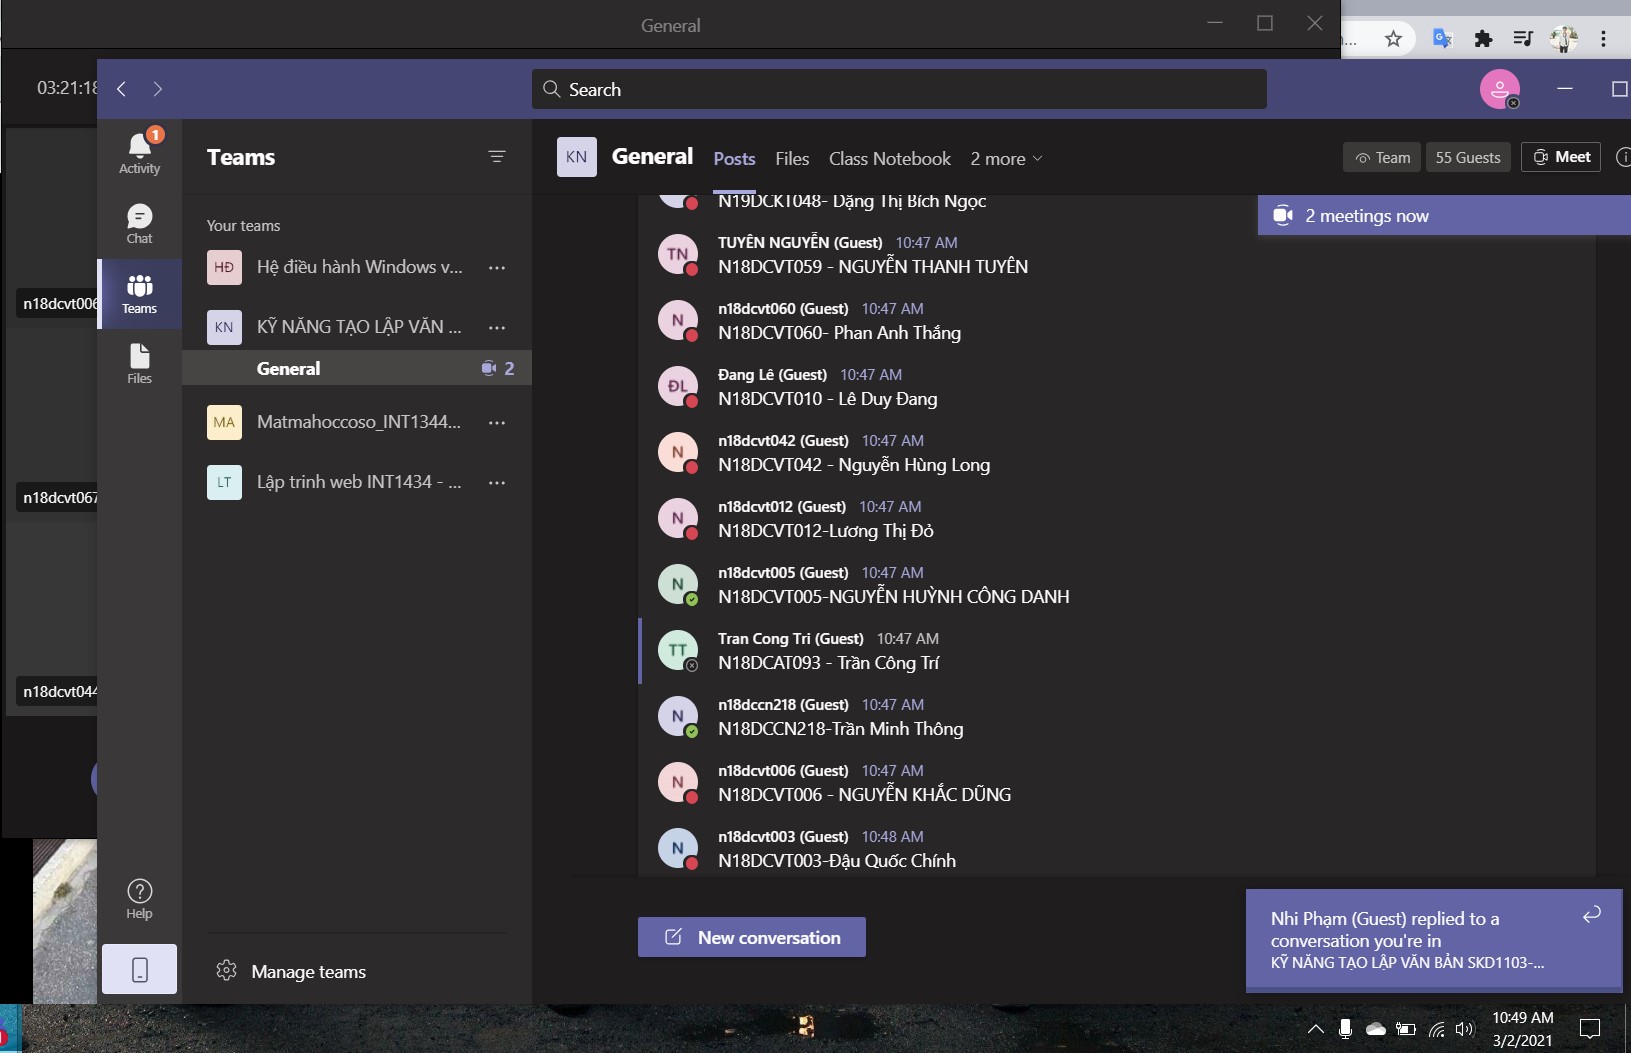 General
03:21:18
Search
1
Activity
Chat
Teams
Files
Help
n18dcvt006
n18dcvt067
n18dcvt044
Teams
Your teams
HĐ Hệ điều hành Windows v... ...
KN KỸ NĂNG TẠO LẬP VĂN ... ...
General 2
MA Matmahoccoso_INT1344... ...
LT Lập trinh web INT1434 - ... ...
Manage teams
KN General Posts Files Class Notebook 2 more
Team 55 Guests Meet
2 meetings now
N19DCKT048- Dặng Thị Bích Ngọc
TN TUYÊN NGUYỄN (Guest) 10:47 AM
N18DCVT059 - NGUYỄN THANH TUYÊN
N n18dcvt060 (Guest) 10:47 AM
N18DCVT060- Phan Anh Thắng
ĐL Đang Lê (Guest) 10:47 AM
N18DCVT010 - Lê Duy Đang
N n18dcvt042 (Guest) 10:47 AM
N18DCVT042 - Nguyễn Hùng Long
N n18dcvt012 (Guest) 10:47 AM
N18DCVT012-Lương Thị Đỏ
N n18dcvt005 (Guest) 10:47 AM
N18DCVT005-NGUYỄN HUỲNH CÔNG DANH
TT Tran Cong Tri (Guest) 10:47 AM
N18DCAT093 - Trần Công Trí
N n18dccn218 (Guest) 10:47 AM
N18DCCN218-Trần Minh Thông
N n18dcvt006 (Guest) 10:47 AM
N18DCVT006 - NGUYỄN KHẮC DŨNG
N n18dcvt003 (Guest) 10:48 AM
N18DCVT003-Đậu Quốc Chính
New conversation
Nhi Phạm (Guest) replied to a
conversation you're in
KỸ NĂNG TẠO LẬP VĂN BẢN SKD1103-...
10:49 AM
3/2/2021